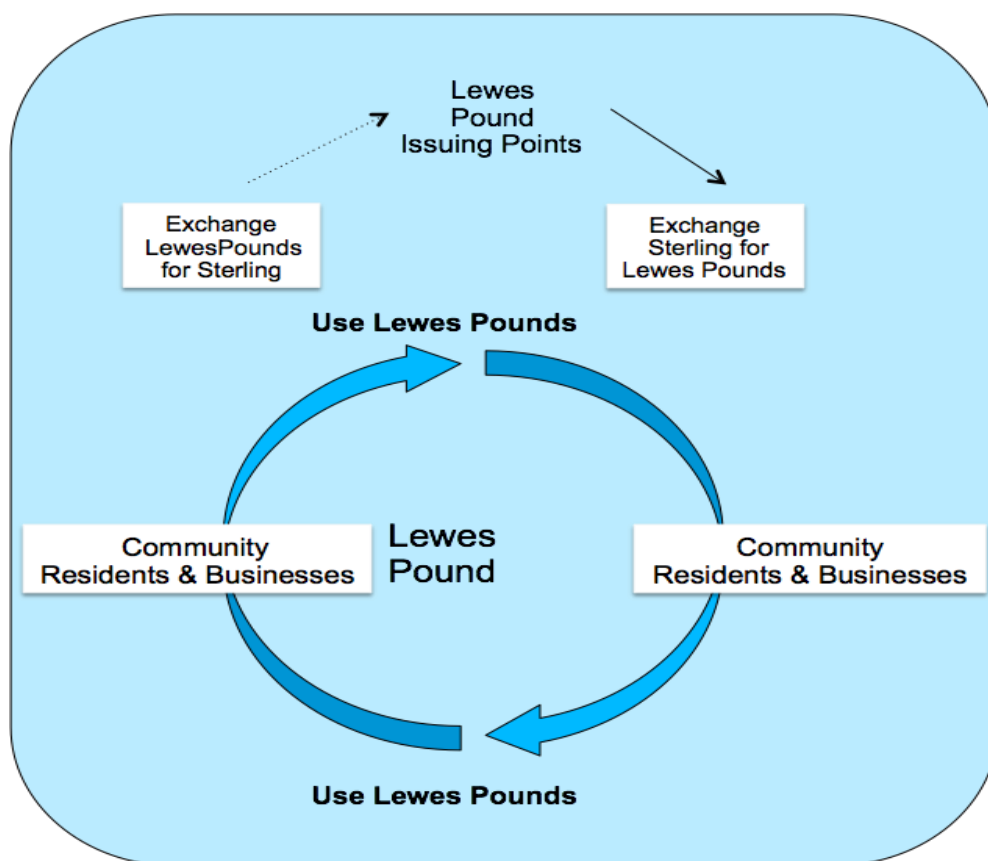 Lewes
Pound
Issuing Points
Exchange
LewesPounds
for Sterling
Exchange
Sterling for
Lewes Pounds
Use Lewes Pounds
Community
Residents & Businesses
Lewes
Pound
Community
Residents & Businesses
Use Lewes Pounds